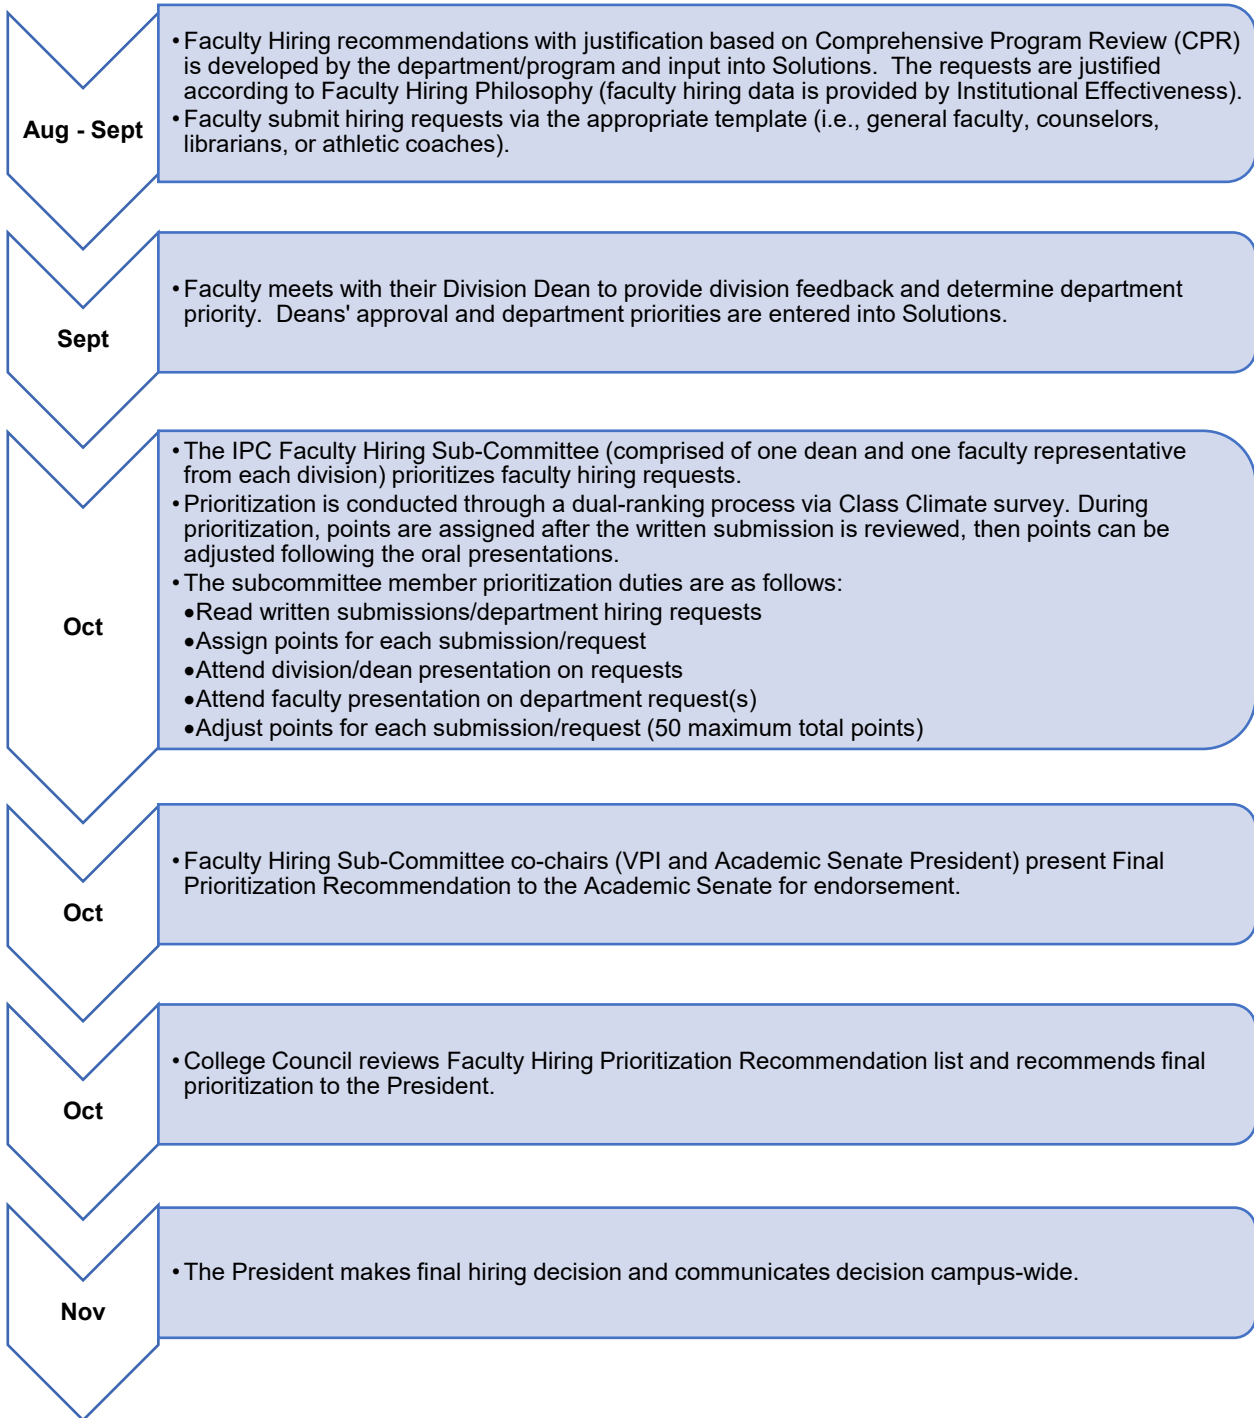 Aug - Sept
• Faculty Hiring recommendations with justification based on Comprehensive Program Review (CPR)
is developed by the department/program and input into Solutions.  The requests are justified
according to Faculty Hiring Philosophy (faculty hiring data is provided by Institutional Effectiveness).
• Faculty submit hiring requests via the appropriate template (i.e., general faculty, counselors,
librarians, or athletic coaches).
Sept
• Faculty meets with their Division Dean to provide division feedback and determine department
priority.  Deans' approval and department priorities are entered into Solutions.
Oct
• The IPC Faculty Hiring Sub-Committee (comprised of one dean and one faculty representative
from each division) prioritizes faculty hiring requests.
• Prioritization is conducted through a dual-ranking process via Class Climate survey. During
prioritization, points are assigned after the written submission is reviewed, then points can be
adjusted following the oral presentations.
• The subcommittee member prioritization duties are as follows:
•Read written submissions/department hiring requests
•Assign points for each submission/request
•Attend division/dean presentation on requests
•Attend faculty presentation on department request(s)
•Adjust points for each submission/request (50 maximum total points)
Oct
• Faculty Hiring Sub-Committee co-chairs (VPI and Academic Senate President) present Final
Prioritization Recommendation to the Academic Senate for endorsement.
Oct
• College Council reviews Faculty Hiring Prioritization Recommendation list and recommends final
prioritization to the President.
Nov
• The President makes final hiring decision and communicates decision campus-wide.